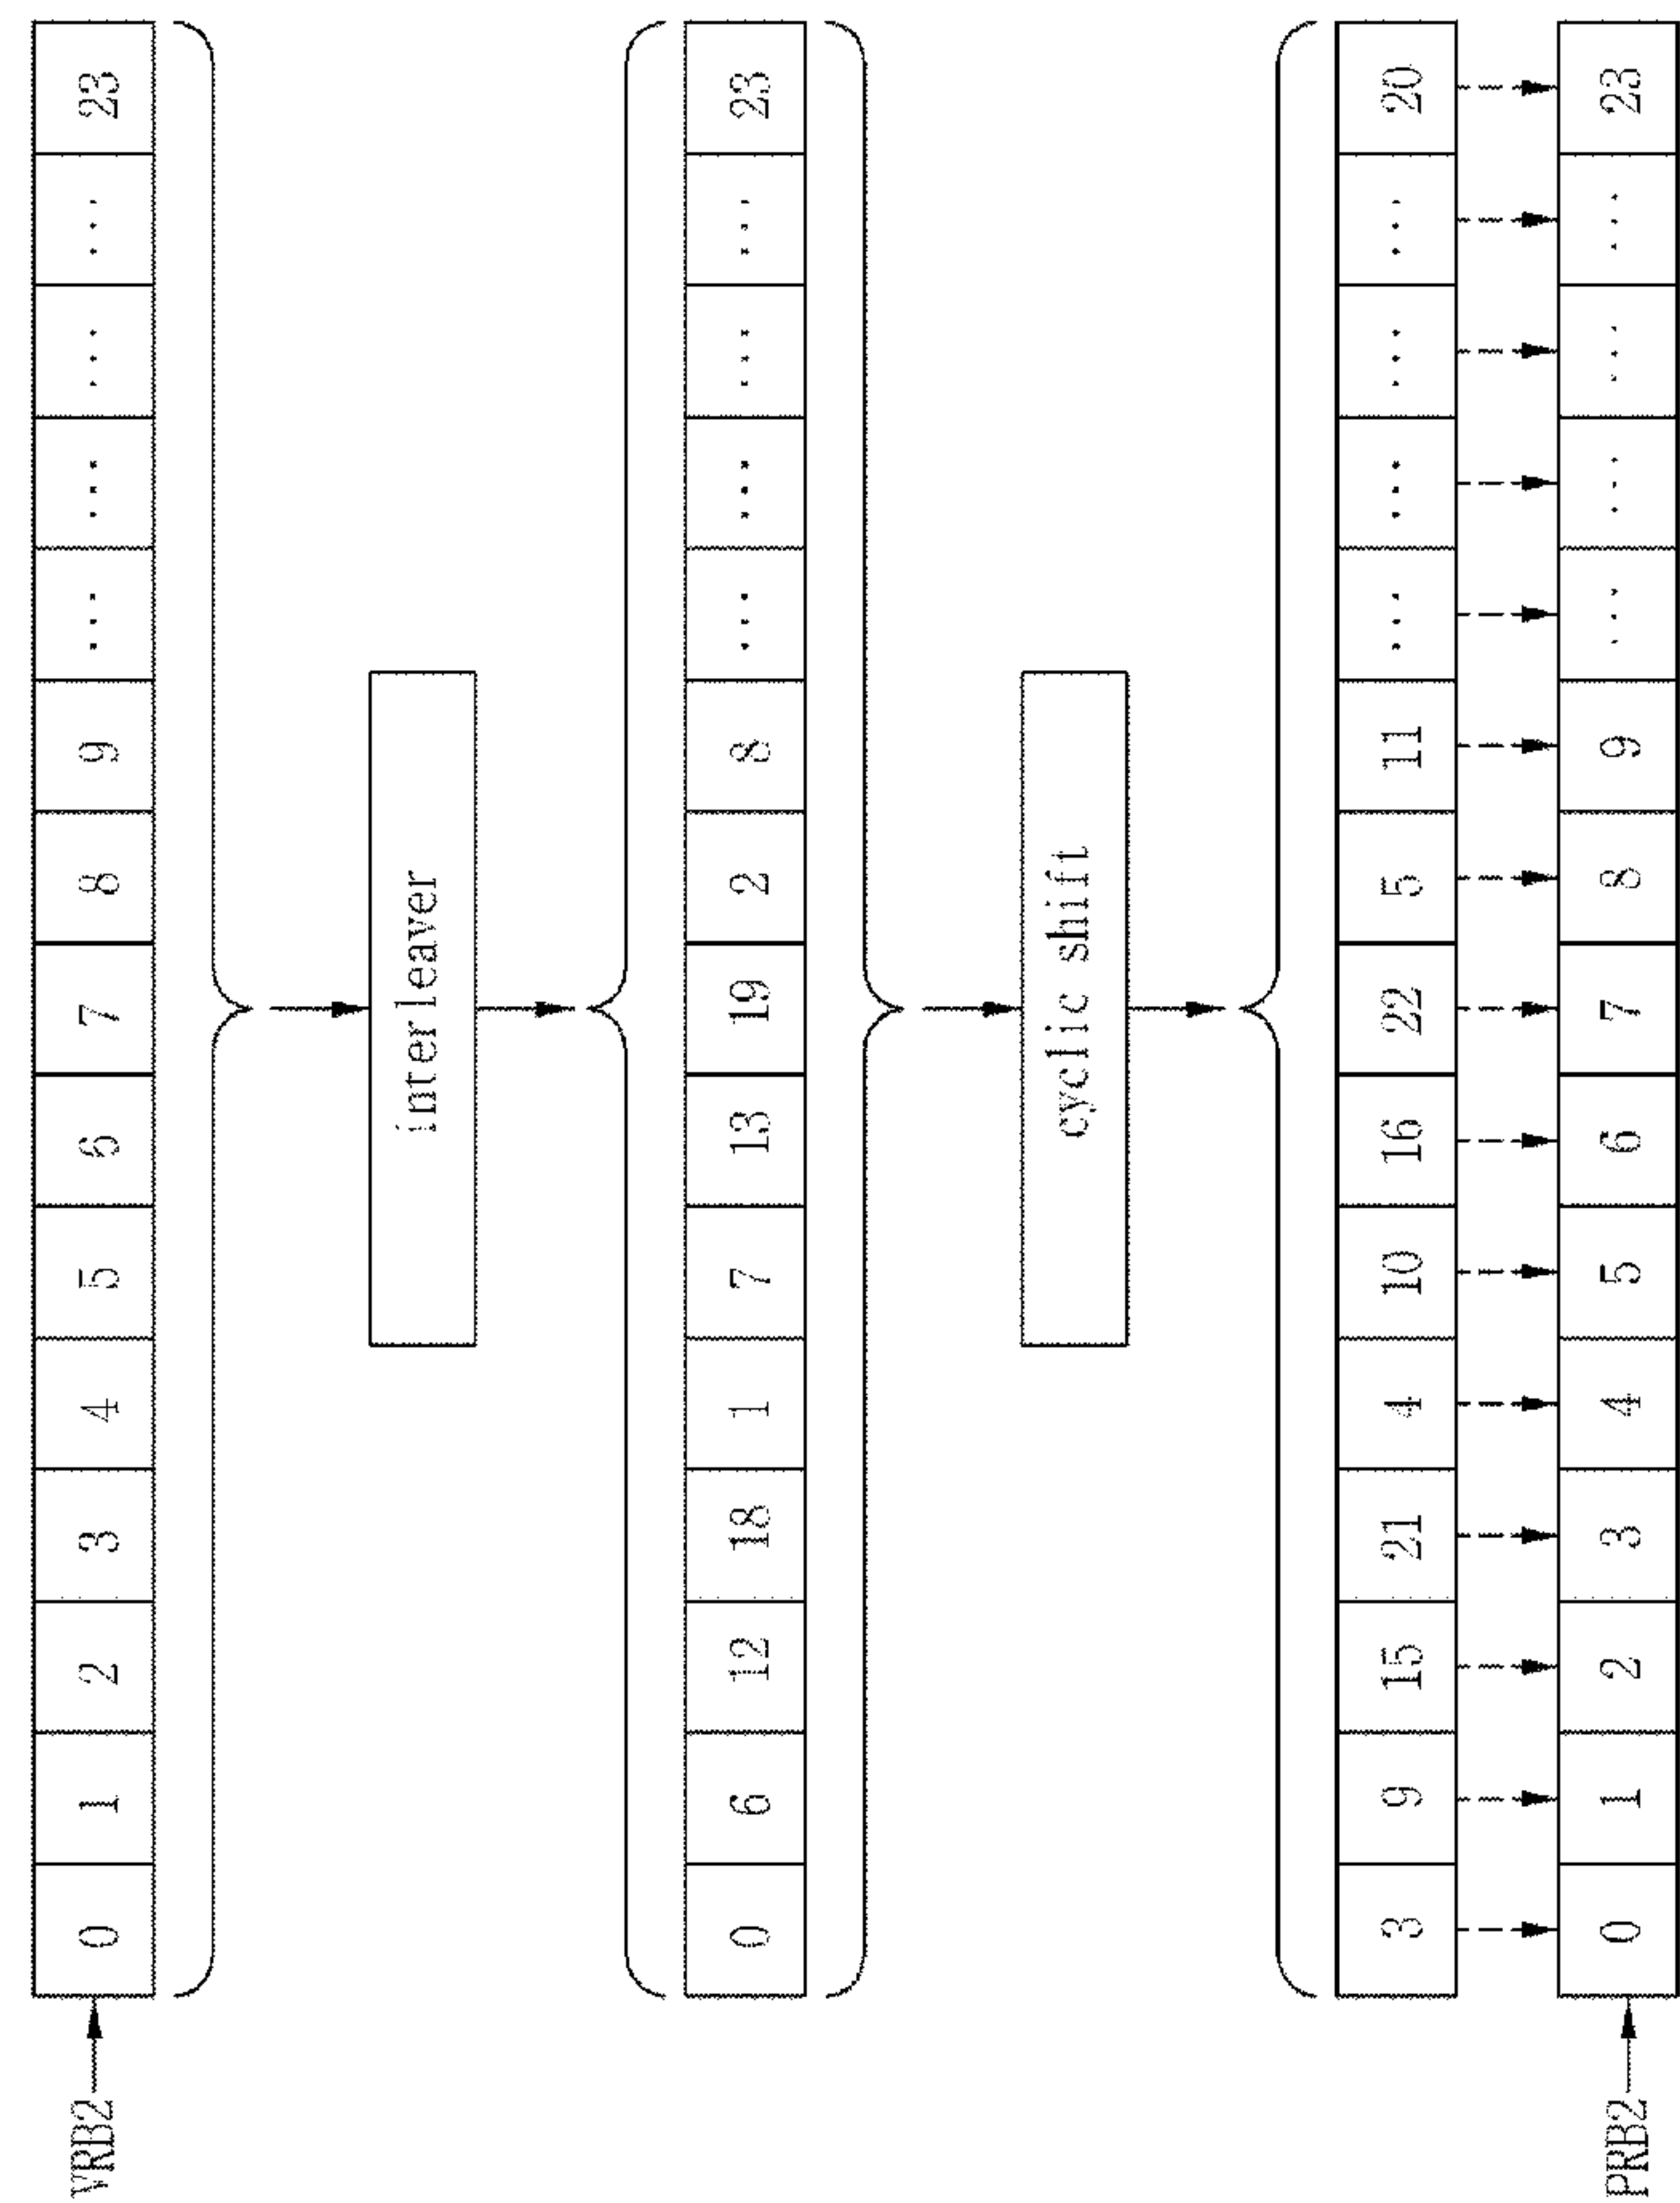 VRB2 0 1 2 3 4 5 6 7 8 9 ... ... ... ... 23
interleaver
0 6 12 18 1 7 13 19 2 8 ... ... ... ... 23
cyclic shift
3 9 15 21 4 10 16 22 5 11 ... ... ... ... 20
PRB2 0 1 2 3 4 5 6 7 8 9 ... ... ... ... 23